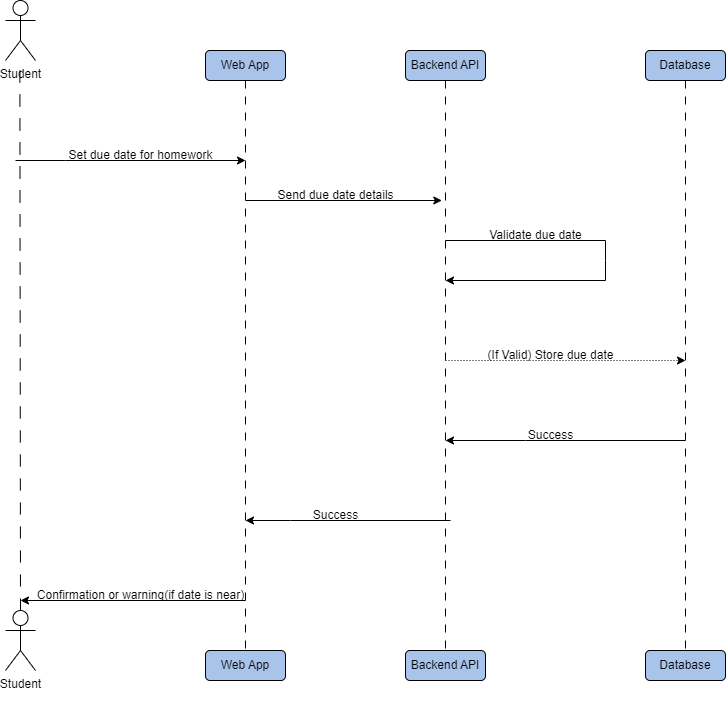 Student
Web App
Backend API
Database
Set due date for homework
Send due date details
Validate due date
(If Valid) Store due date
Success
Success
Confirmation or warning(if date is near)
Student
Web App
Backend API
Database